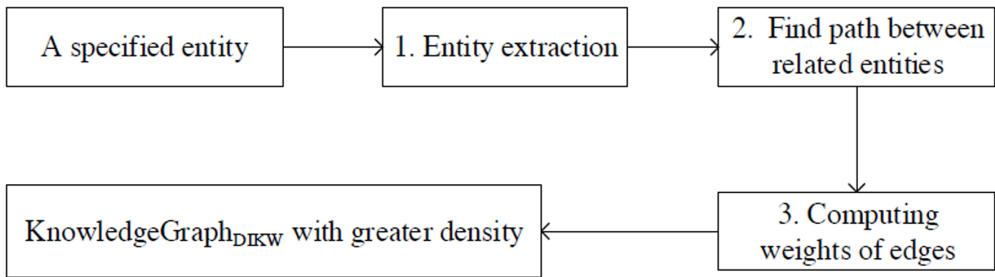 A specified entity
1. Entity extraction
2. Find path between
related entities
3. Computing
weights of edges
KnowledgeGraphDIKW with greater density